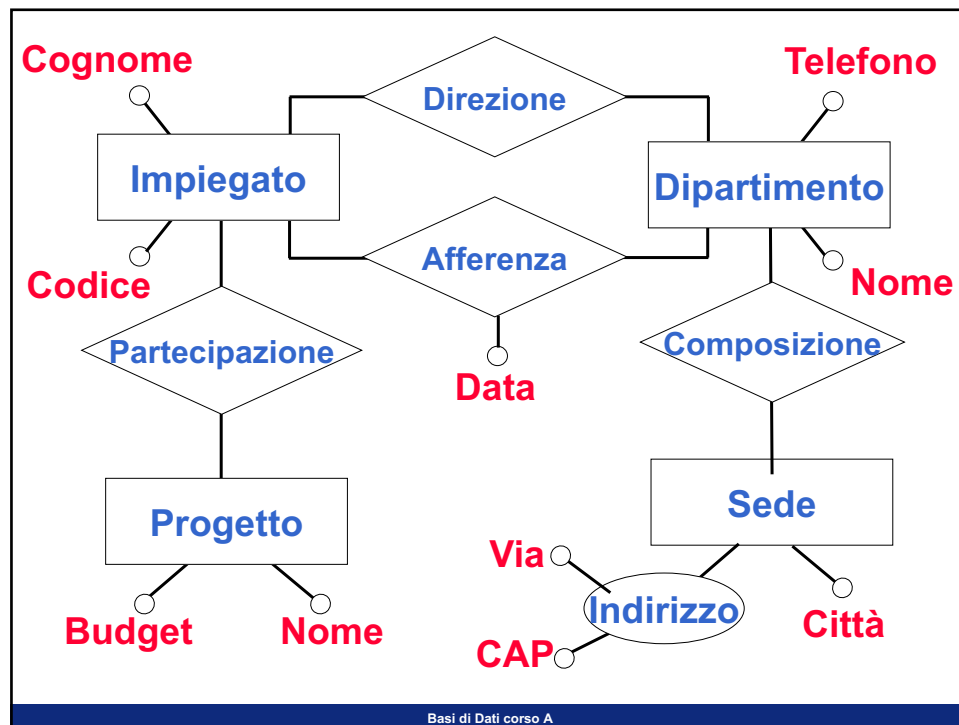 Cognome
Telefono
Direzione
Impiegato
Dipartimento
Afferenza
Codice
Nome
Partecipazione
Composizione
Data
Progetto
Sede
Via
Indirizzo
Budget
Nome
Città
CAP
Basi di Dati corso A